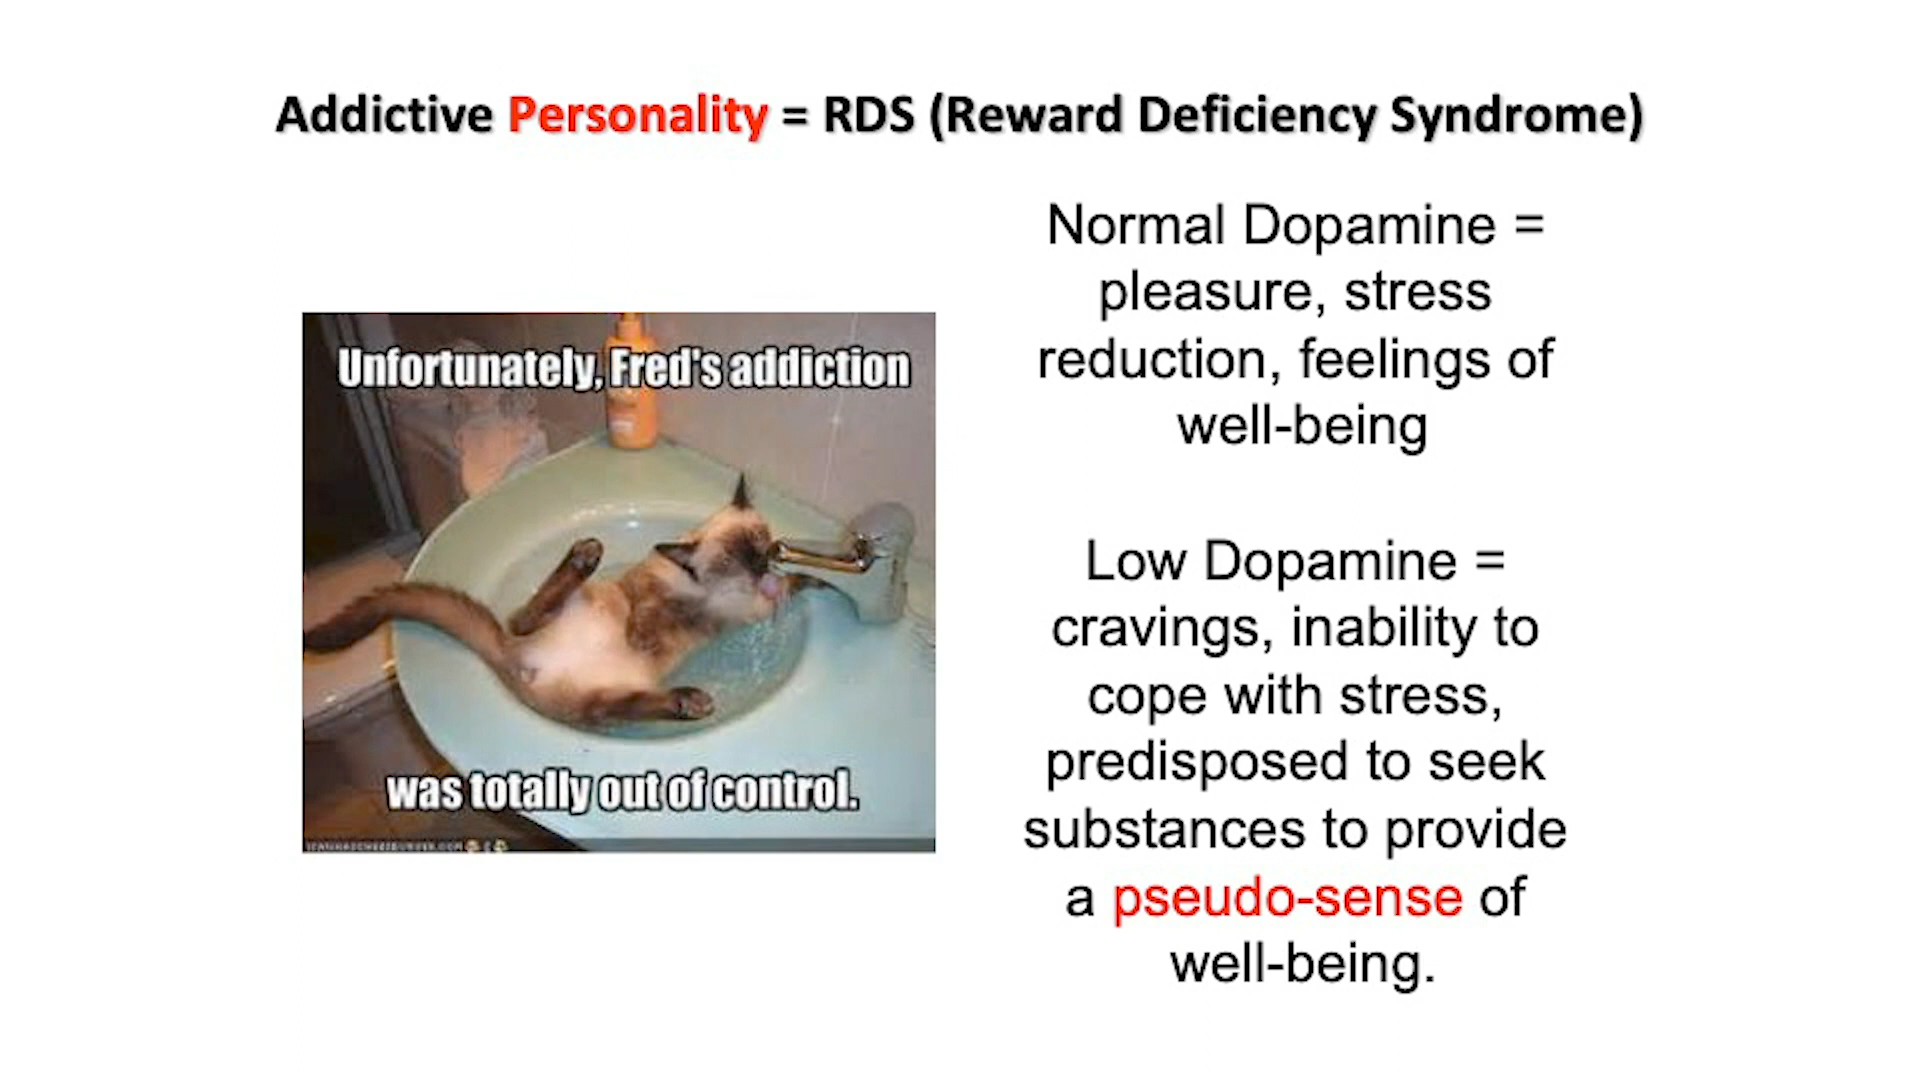 Addictive Personality = RDS (Reward Deficiency Syndrome)
Unfortunately, Fred's addiction
was totally out of control.
Normal Dopamine =
pleasure, stress
reduction, feelings of
well-being
Low Dopamine =
cravings, inability to
cope with stress,
predisposed to seek
substances to provide
a pseudo-sense of
well-being.